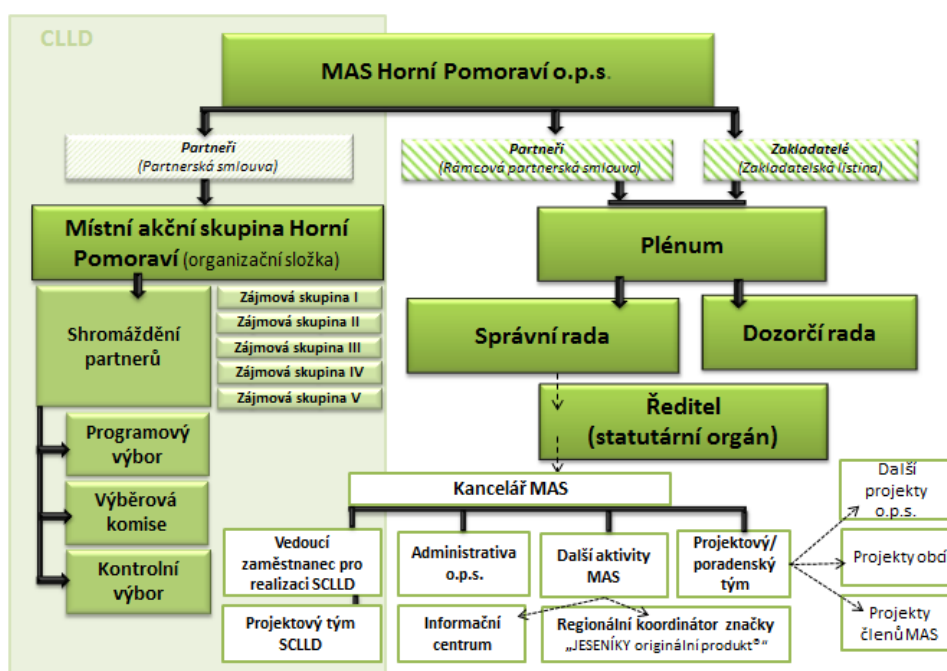 CLLD
MAS Horní Pomoraví o.p.s.
Partneři
(Partnerská smlouva)
Partneři
(Rámcová partnerská smlouva)
Zakladatelé
(Zakladatelská listina)
Místní akční skupina Horní
Pomoraví (organizační složka)
Plénum
Shromáždění
partnerů
Zájmová skupina I
Zájmová skupina II
Zájmová skupina III
Zájmová skupina IV
Zájmová skupina V
Správní rada
Dozorčí rada
Ředitel
(statutární orgán)
Programový
výbor
Výběrová
komise
Kontrolní
výbor
Kancelář MAS
Vedoucí
zaměstnanec pro
realizaci SCLLD
Administrativa
o.p.s.
Další aktivity
MAS
Projektový/
poradenský
tým
Další
projekty
o.p.s.
Projekty obcí
Projekty
členů MAS
Projektový tým
SCLLD
Informační
centrum
Regionální koordinátor značky
„JESENÍKY originální produkt®“